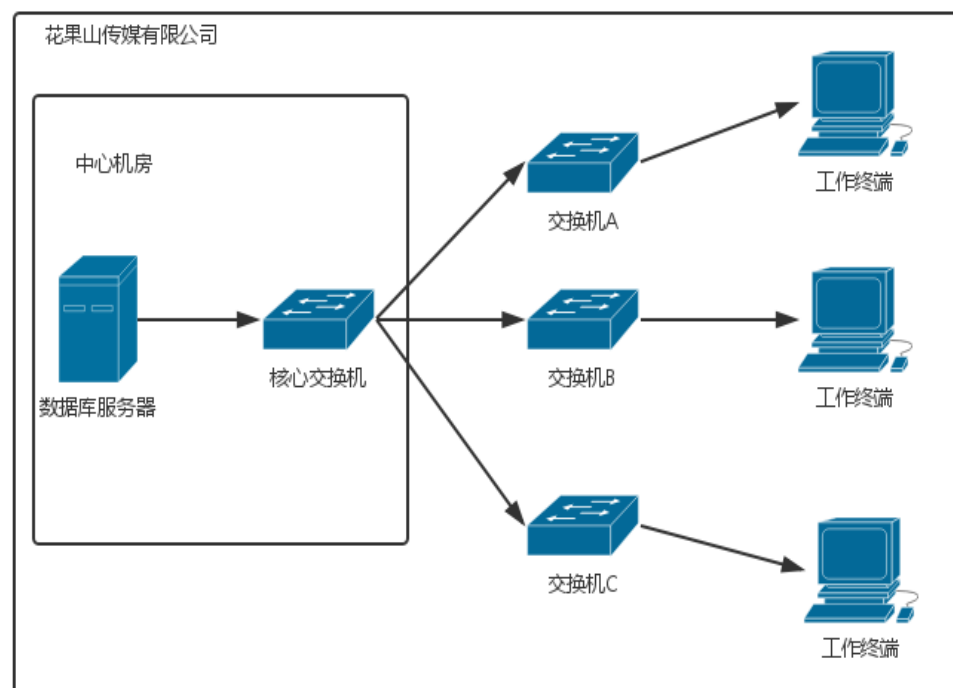 花果山传媒有限公司
中心机房
数据库服务器
核心交换机
交换机A
工作终端
交换机B
工作终端
交换机C
工作终端